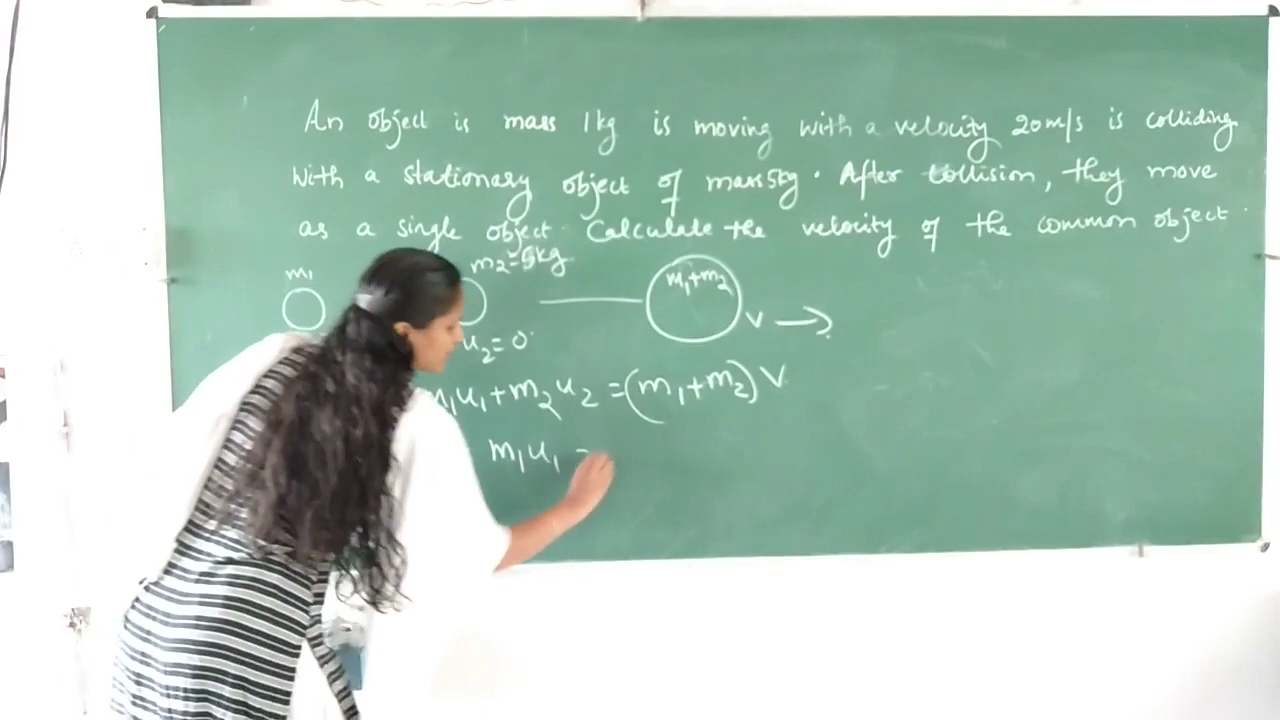 An object is mass 1kg is moving with a velocity 20m/s is colliding
with a stationary object of mass 5kg. After collision, they move
as a single object. Calculate the velocity of the common object.
m₁ m₂=5kg m₁+m₂
u₂=0 V
m₁u₁+m₂u₂=(m₁+m₂)V
m₁u₁ =